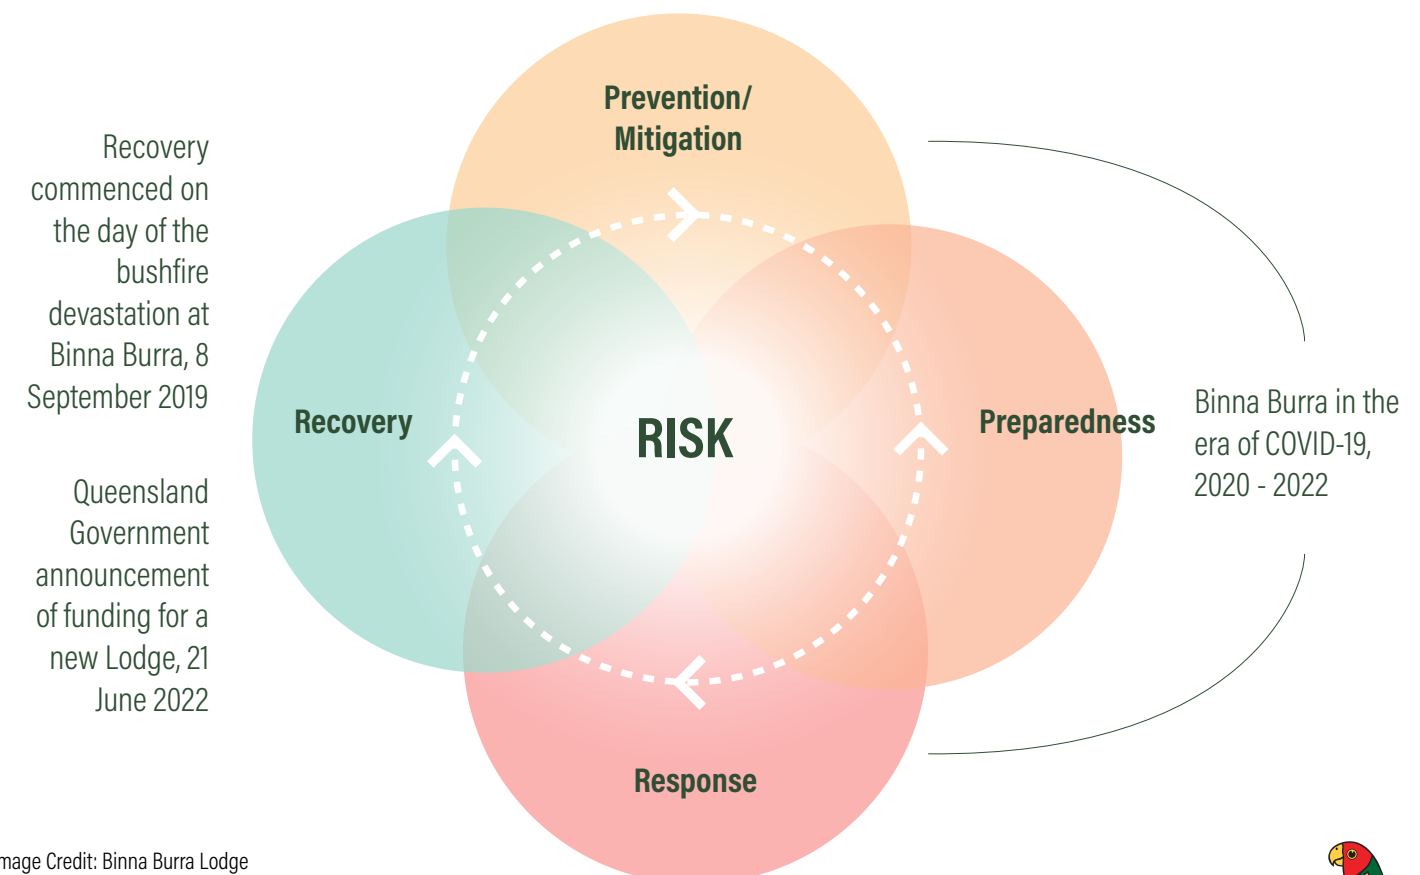 Prevention/
Mitigation
Recovery
commenced on
the day of the
bushfire
devastation at
Binna Burra, 8
September 2019
Recovery
RISK
Preparedness
Binna Burra in the
era of COVID-19,
2020 - 2022
Queensland
Government
announcement
of funding for a
new Lodge, 21
June 2022
Response
mage Credit: Binna Burra Lodge